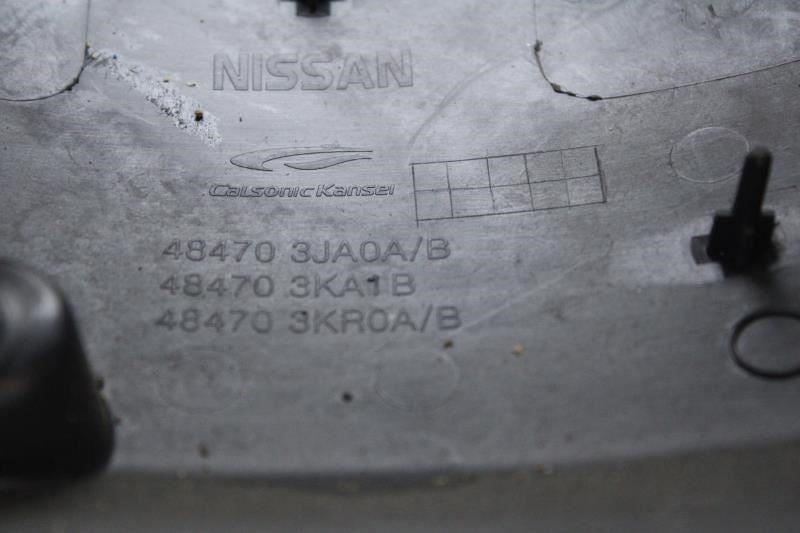 NISSAN
Calsonic Kansei
48470 3JA0A/B
48470 3KA1B
48470 3KR0A/B